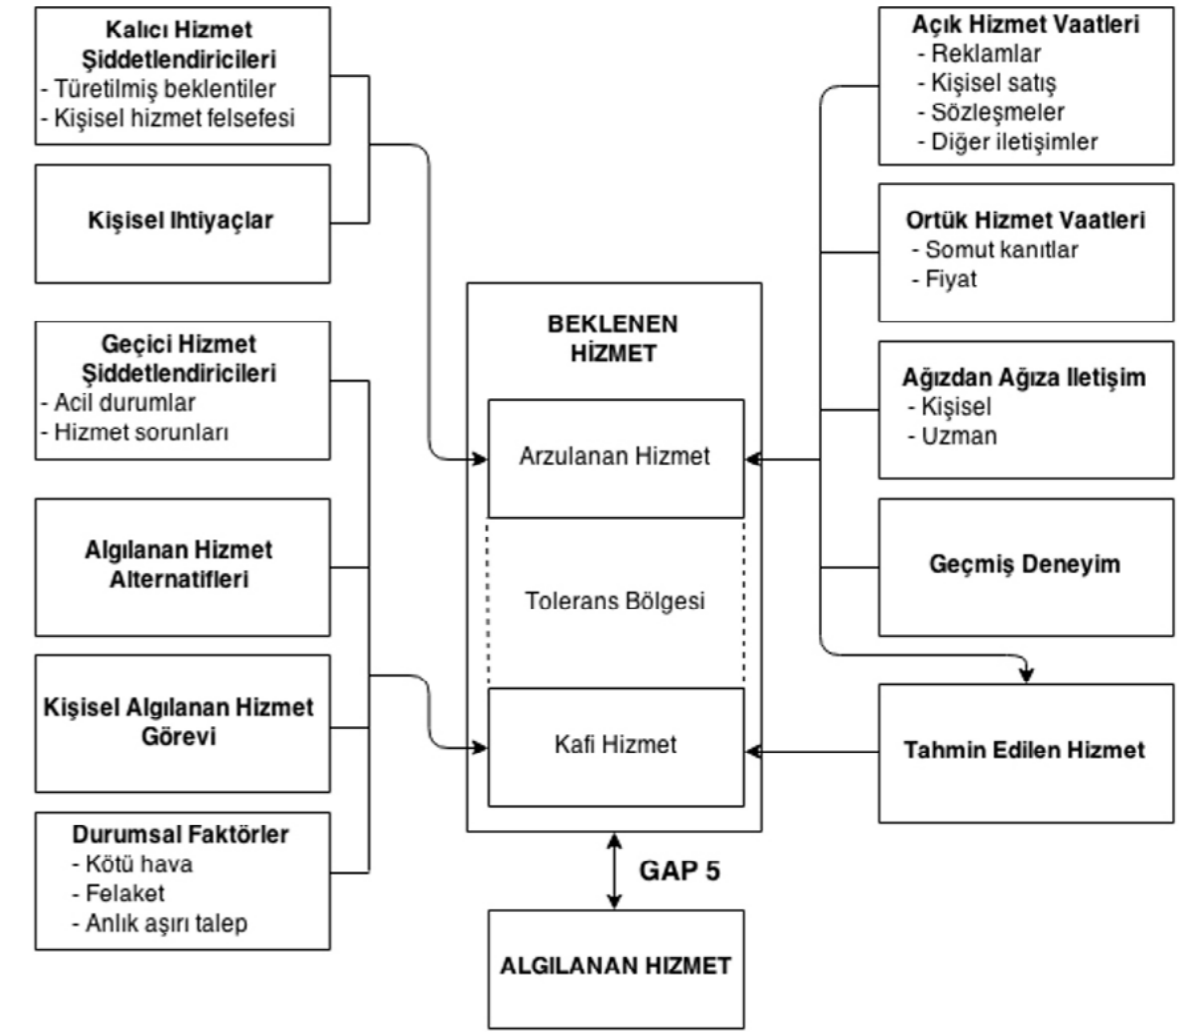 Kalıcı Hizmet
Şiddetlendiricileri
- Türetilmiş beklentiler
- Kişisel hizmet felsefesi
Kişisel Ihtiyaçlar
Geçici Hizmet
Şiddetlendiricileri
- Acil durumlar
- Hizmet sorunları
Algılanan Hizmet
Alternatifleri
Kişisel Algılanan Hizmet
Görevi
Durumsal Faktörler
- Kötü hava
- Felaket
- Anlık aşırı talep
BEKLENEN
HİZMET
Arzulanan Hizmet
Tolerans Bölgesi
Kafi Hizmet
GAP 5
ALGILANAN HIZMET
Açık Hizmet Vaatleri
- Reklamlar
- Kişisel satış
- Sözleşmeler
- Diğer iletişimler
Ortük Hizmet Vaatleri
- Somut kanıtlar
- Fiyat
Ağızdan Ağıza Iletişim
- Kişisel
- Uzman
Geçmiş Deneyim
Tahmin Edilen Hizmet